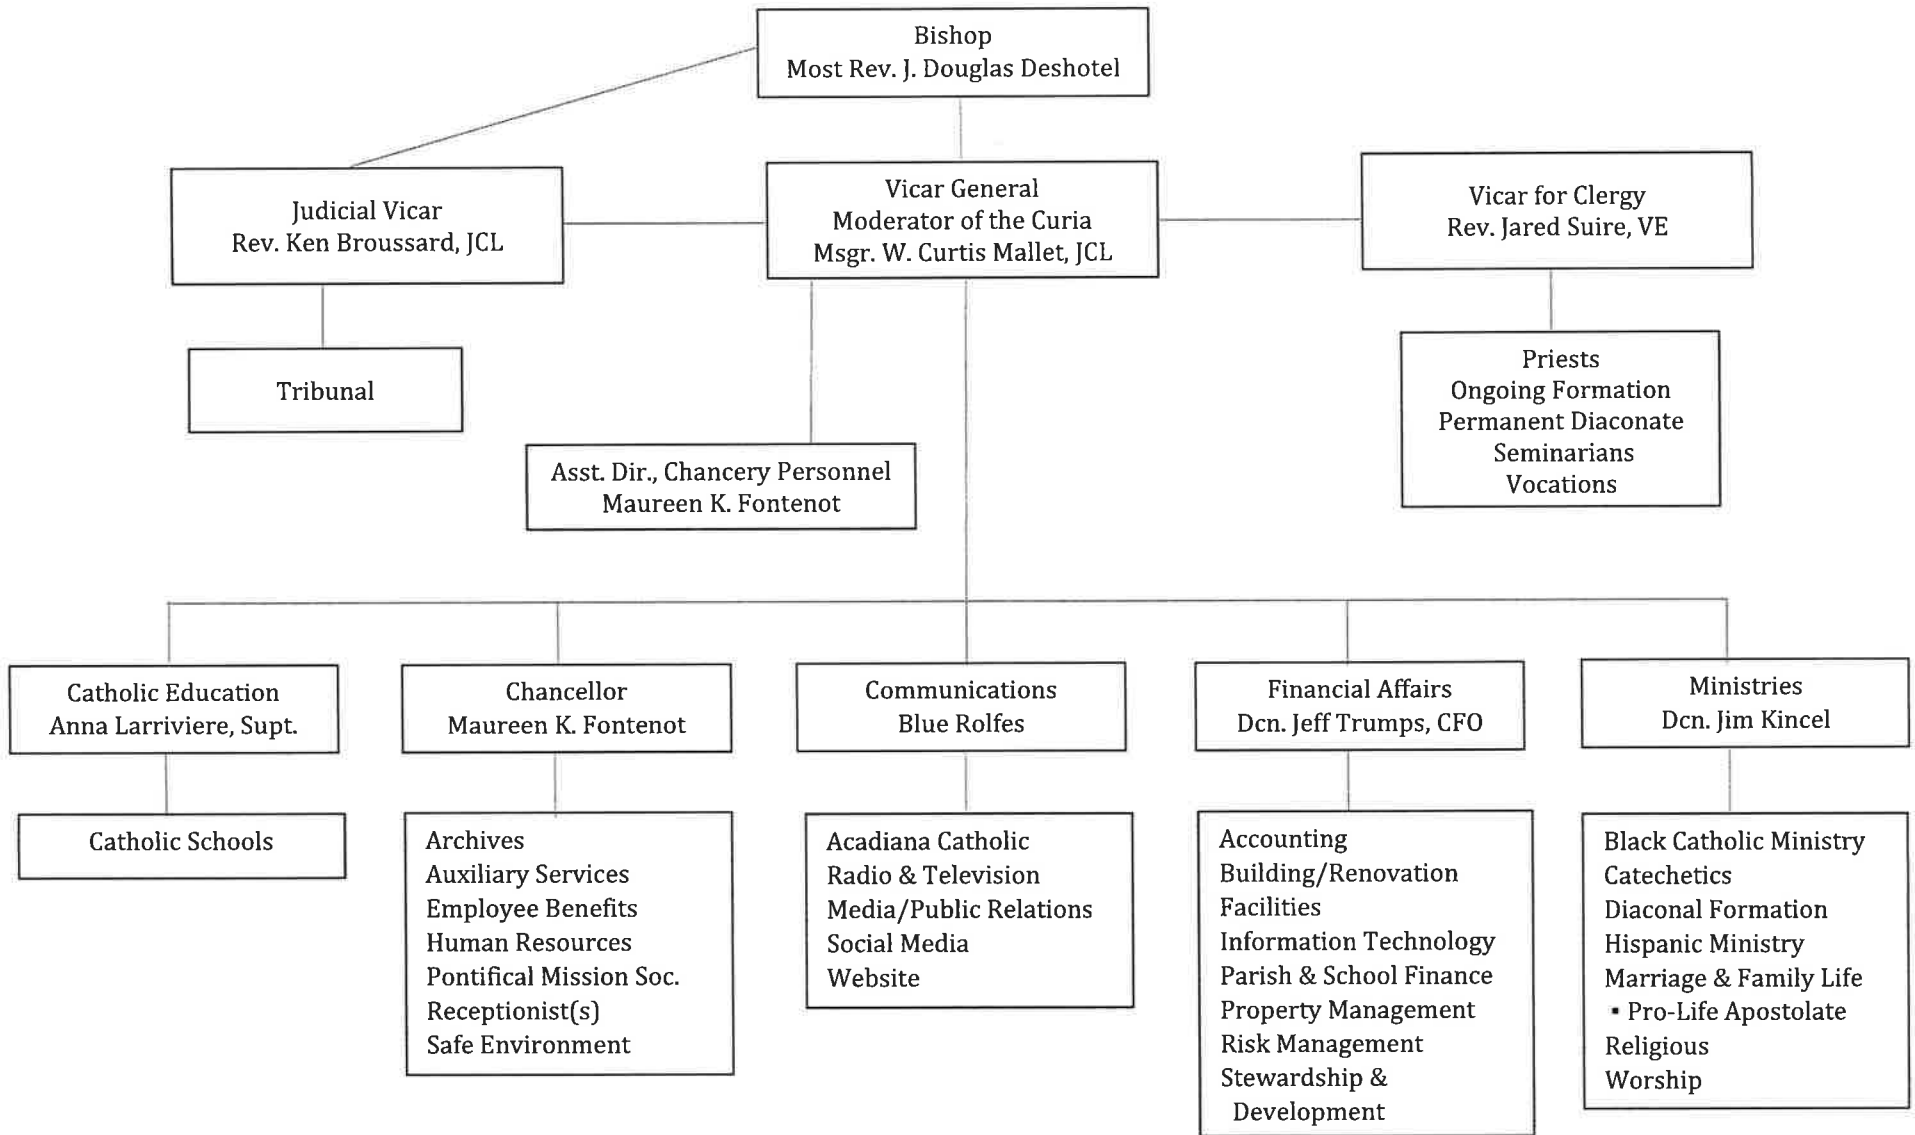 Bishop
Most Rev. J. Douglas Deshotel
Judicial Vicar
Rev. Ken Broussard, JCL
Vicar General
Moderator of the Curia
Msgr. W. Curtis Mallet, JCL
Vicar for Clergy
Rev. Jared Suire, VE
Tribunal
Priests
Ongoing Formation
Permanent Diaconate
Seminarians
Vocations
Asst. Dir., Chancery Personnel
Maureen K. Fontenot
Catholic Education
Anna Larriviere, Supt.
Chancellor
Maureen K. Fontenot
Communications
Blue Rolfes
Financial Affairs
Dcn. Jeff Trumps, CFO
Ministries
Dcn. Jim Kincel
Catholic Schools
Archives
Auxiliary Services
Employee Benefits
Human Resources
Pontifical Mission Soc.
Receptionist(s)
Safe Environment
Acadiana Catholic
Radio & Television
Media/Public Relations
Social Media
Website
Accounting
Building/Renovation
Facilities
Information Technology
Parish & School Finance
Property Management
Risk Management
Stewardship &
Development
Black Catholic Ministry
Catechetics
Diaconal Formation
Hispanic Ministry
Marriage & Family Life
▪ Pro-Life Apostolate
Religious
Worship